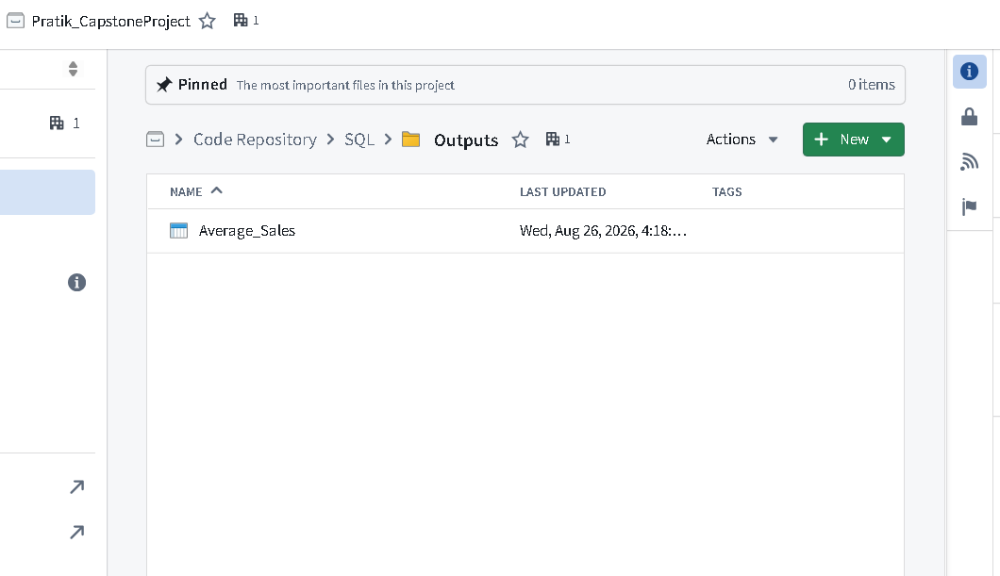 Pratik_CapstoneProject 1
1
Pinned The most important files in this project 0 items
Code Repository SQL Outputs 1 Actions New
NAME LAST UPDATED TAGS
Average_Sales Wed, Aug 26, 2026, 4:18:...